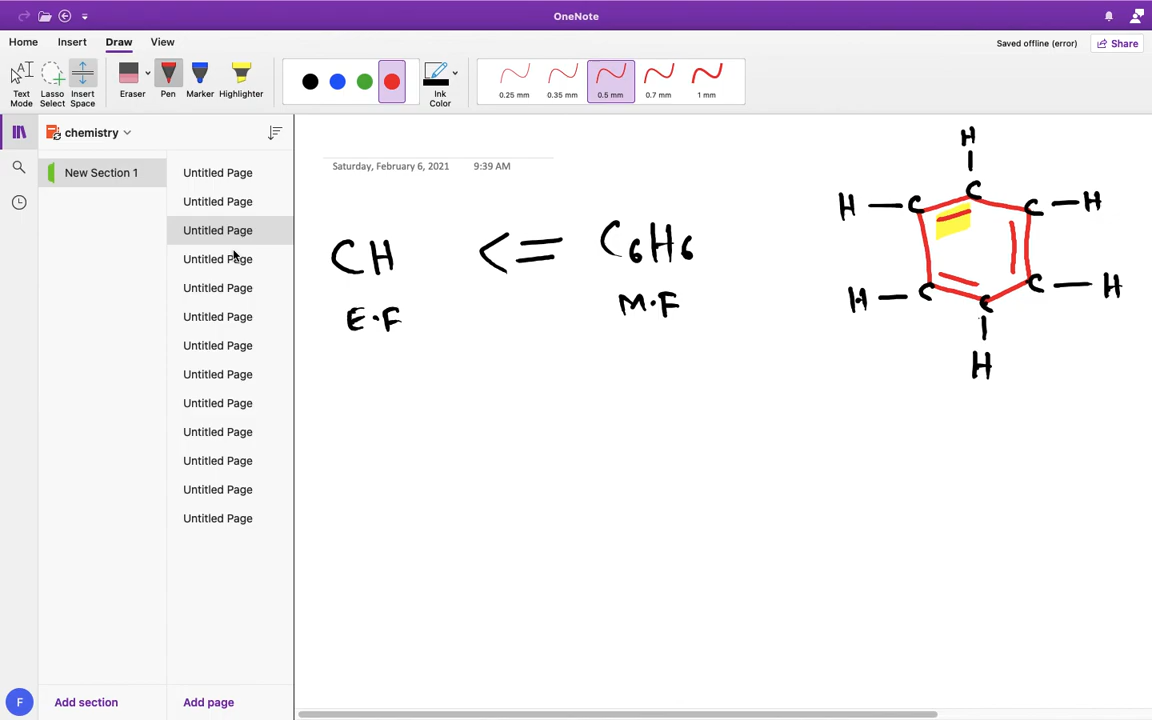 OneNote
Home Insert Draw View
Saved offline (error) Share
Text Mode
Lasso Select
Insert Space
Eraser
Pen
Marker
Highlighter
Ink Color
0.25 mm 0.35 mm 0.5 mm 0.7 mm 1 mm
chemistry
New Section 1
Untitled Page
Untitled Page
Untitled Page
Untitled Page
Untitled Page
Untitled Page
Untitled Page
Untitled Page
Untitled Page
Untitled Page
Untitled Page
Untitled Page
Untitled Page
F
Add section Add page
Saturday, February 6, 2021 9:39 AM
CH <= C6H6
E.F M.F
H
H C C C H
H C C C H
H